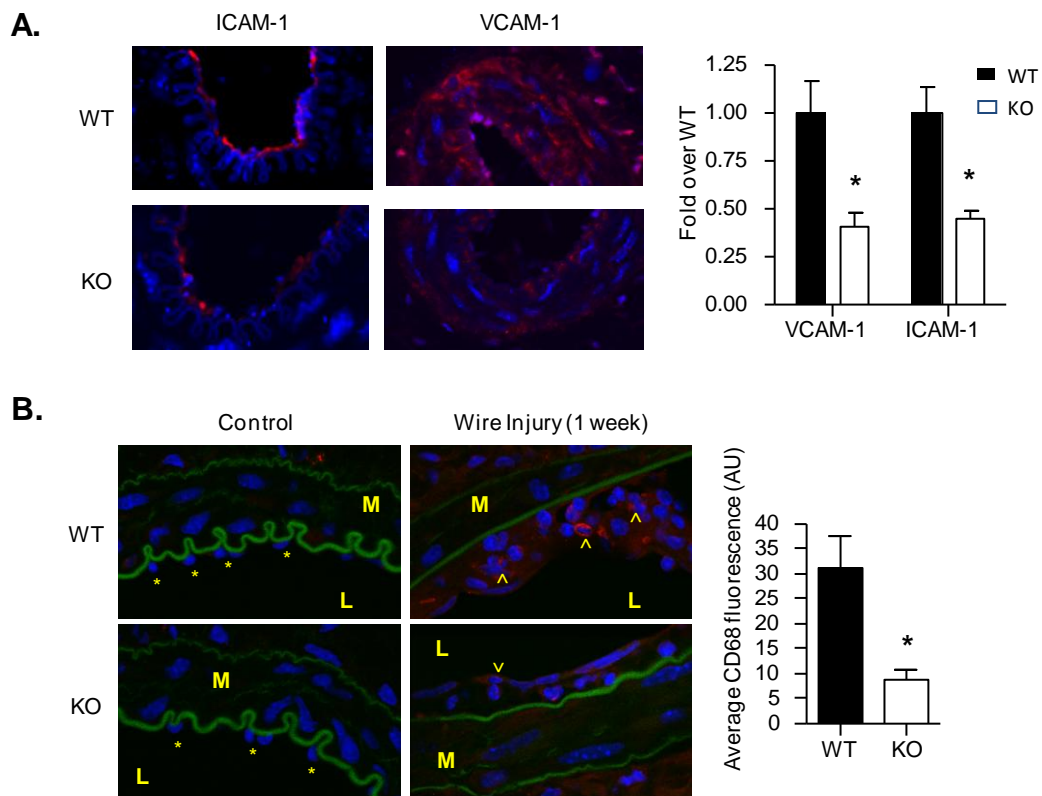 A.
ICAM-1
VCAM-1
WT
KO
Fold over WT
1.25
1.00
0.75
0.50
0.25
0.00
*
*
VCAM-1
ICAM-1
WT
KO
B.
Control
Wire Injury (1 week)
WT
KO
M
* * * *
L
M
^ ^ ^
L
M
* * *
L
L
v
M
Average CD68 fluorescence (AU)
40
35
30
25
20
15
10
5
0
*
WT
KO